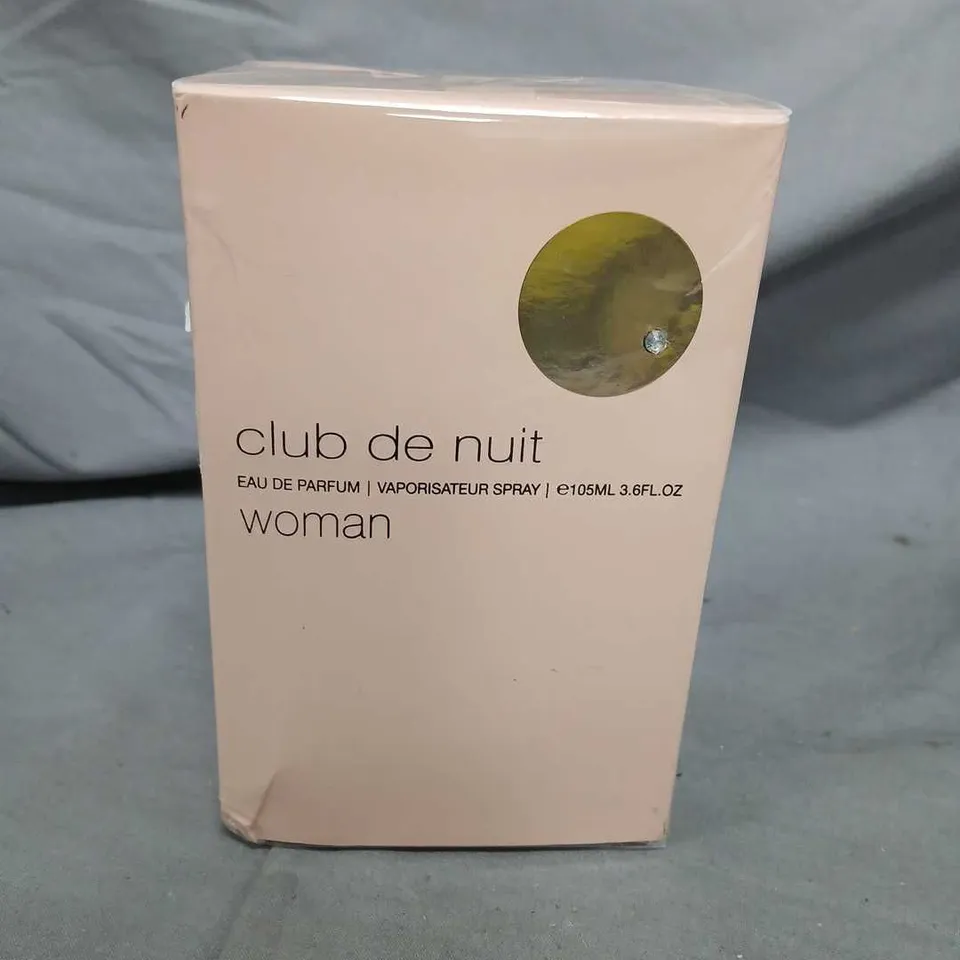 club de nuit
EAU DE PARFUM | VAPORISATEUR SPRAY | ℮105ML 3.6FL.OZ
woman